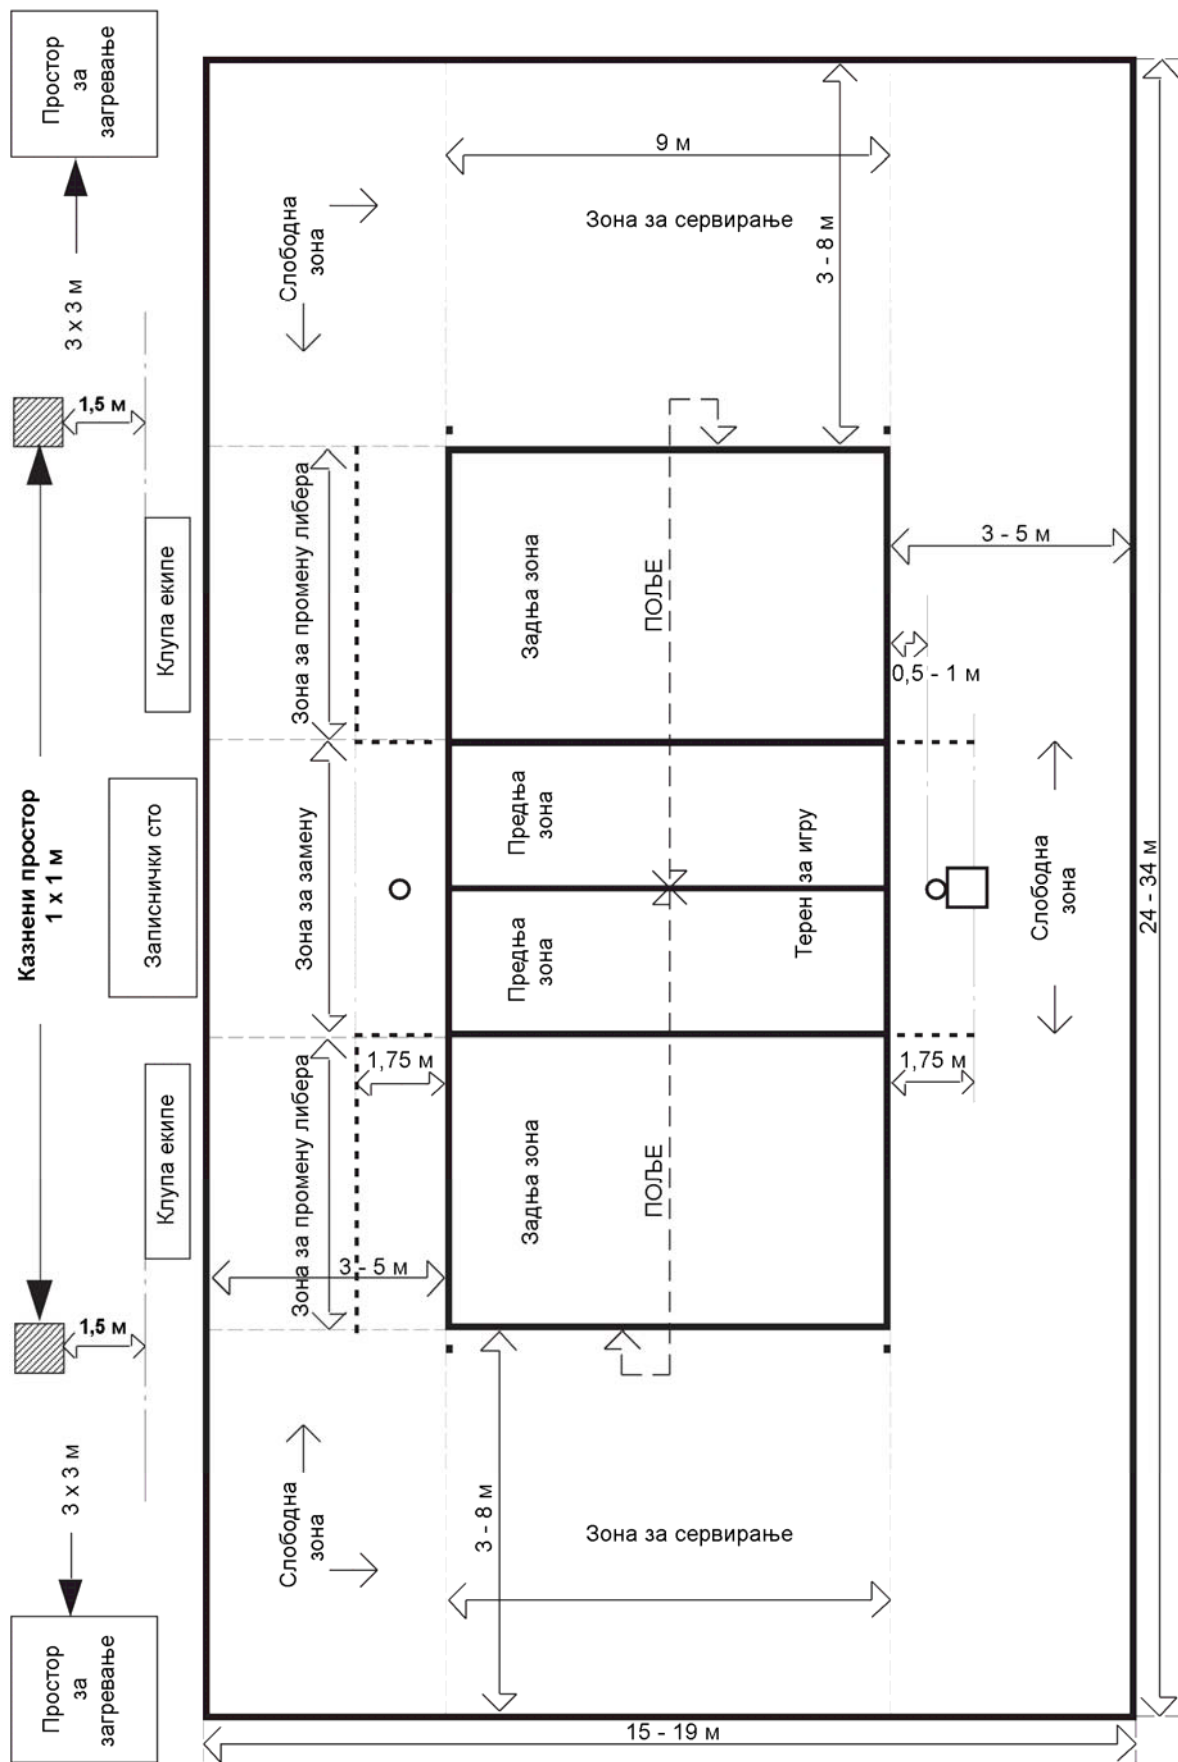 Простор
за
загревање
3 x 3 м
1,5 м
Казнени простор
1 x 1 м
1,5 м
3 x 3 м
Простор
за
загревање
Клупа екипе
Записнички сто
Клупа екипе
Слободна
зона
Зона за промену либера
Зона за замену
Зона за промену либера
Слободна
зона
9 м
Зона за сервирање
3 - 8 м
Задња зона
ПОЉЕ
Предња
зона
Терен за игру
Предња
зона
Задња зона
ПОЉЕ
1,75 м
3 - 5 м
3 - 8 м
Зона за сервирање
3 - 5 м
0,5 - 1 м
Слободна
зона
1,75 м
24 - 34 м
15 - 19 м